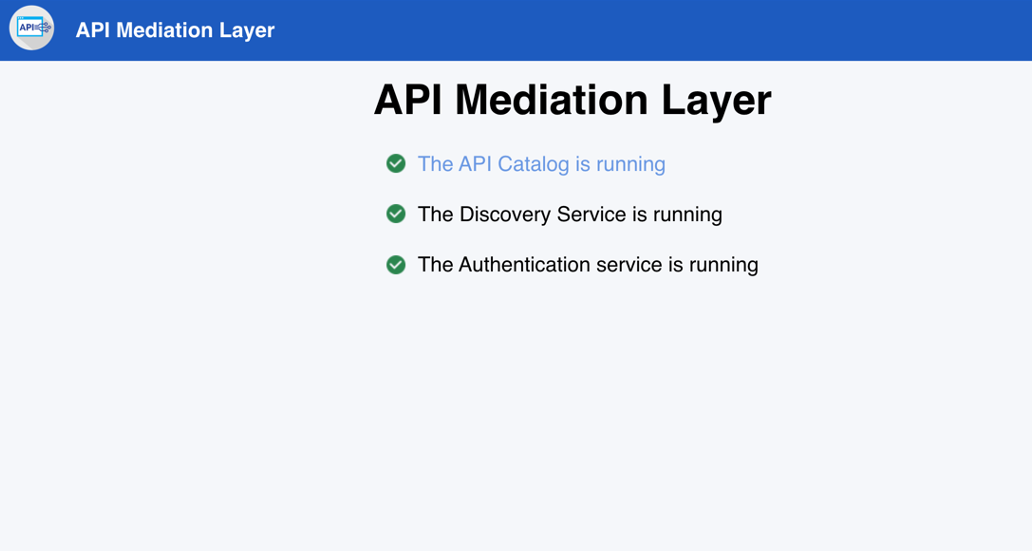 API
API Mediation Layer
API Mediation Layer
The API Catalog is running
The Discovery Service is running
The Authentication service is running